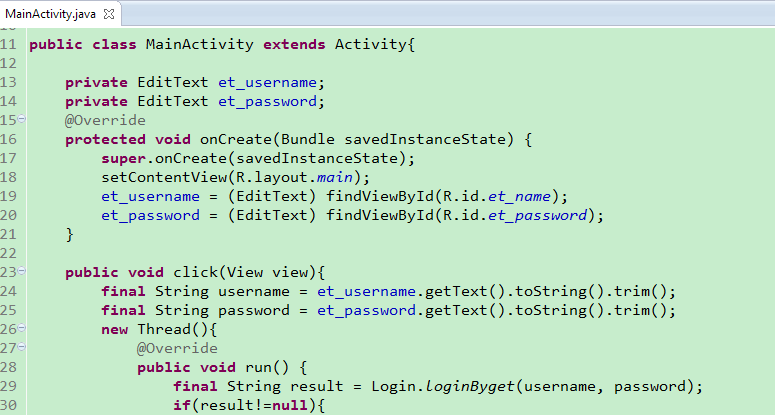 MainActivity.java
11 public class MainActivity extends Activity{
12
13     private EditText et_username;
14     private EditText et_password;
15     @Override
16     protected void onCreate(Bundle savedInstanceState) {
17         super.onCreate(savedInstanceState);
18         setContentView(R.layout.main);
19         et_username = (EditText) findViewById(R.id.et_name);
20         et_password = (EditText) findViewById(R.id.et_password);
21     }
22
23     public void click(View view){
24         final String username = et_username.getText().toString().trim();
25         final String password = et_password.getText().toString().trim();
26         new Thread(){
27             @Override
28             public void run() {
29                 final String result = Login.loginByget(username, password);
30                 if(result!=null){